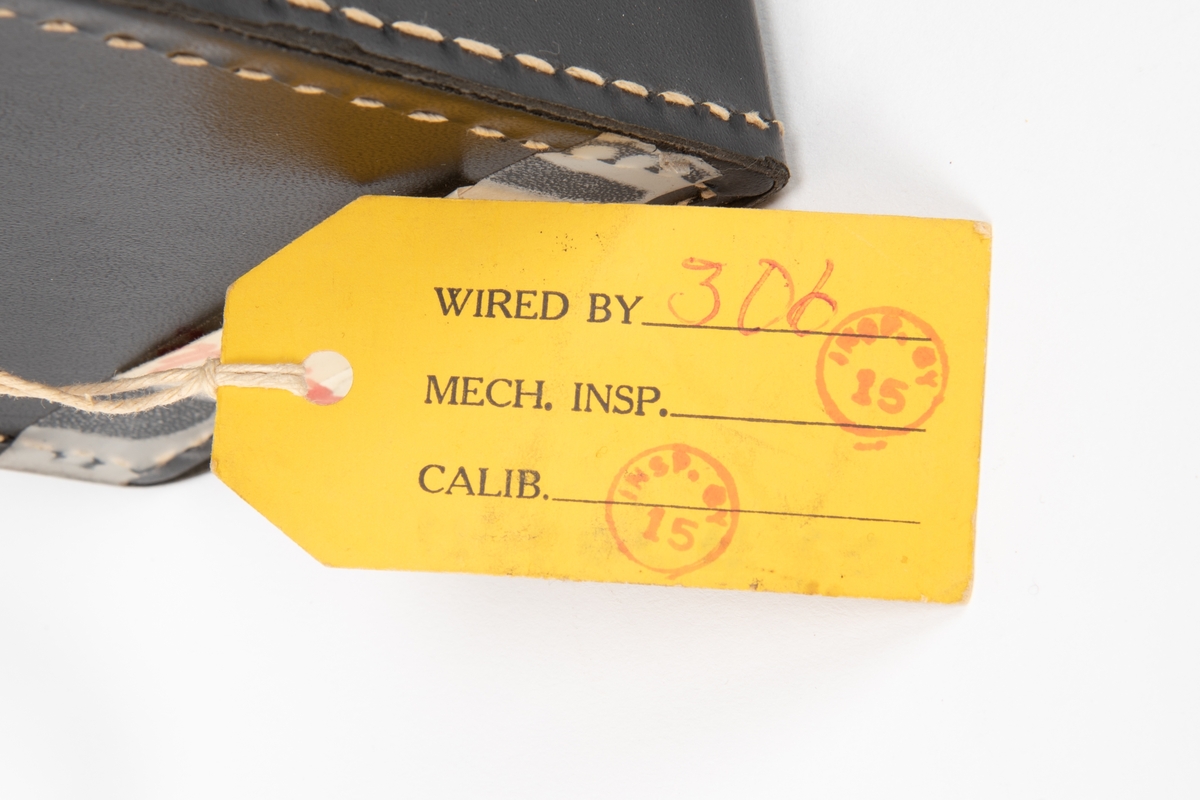 WIRED BY 306
INSP. BY
15
MECH. INSP.
CALIB.
INSP. BY
15